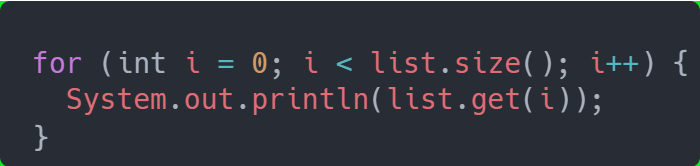 for (int i = 0; i < list.size(); i++) {
  System.out.println(list.get(i));
}